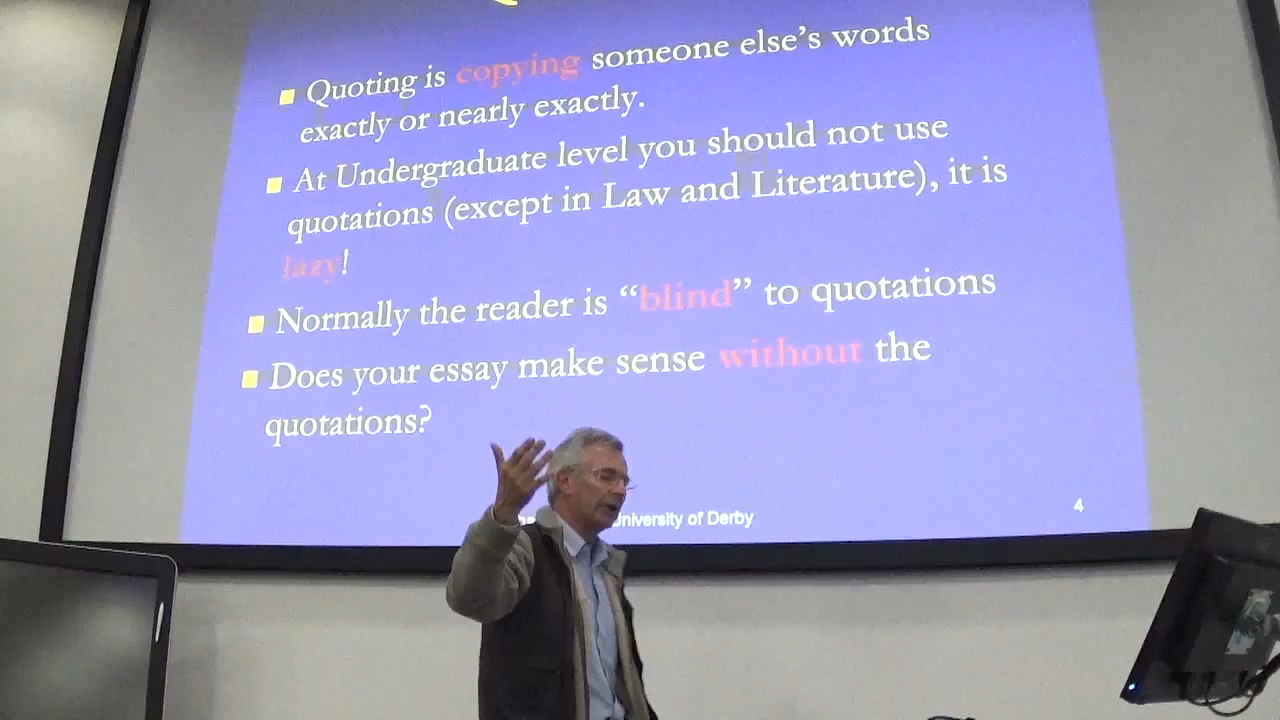 ■ Quoting is copying someone else's words
exactly or nearly exactly.
■ At Undergraduate level you should not use
quotations (except in Law and Literature), it is
lazy!
■ Normally the reader is “blind” to quotations
■ Does your essay make sense without the
quotations?
University of Derby
4